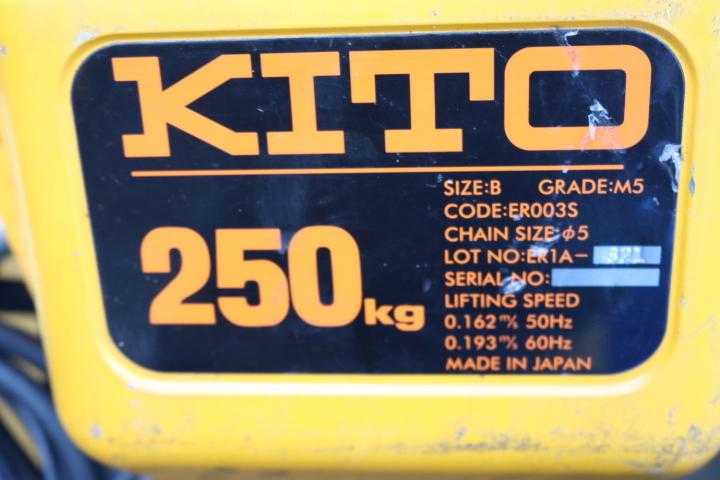 KITO
250kg
SIZE:B GRADE:M5
CODE:ER003S
CHAIN SIZE:φ5
LOT NO:ER1A- 321
SERIAL NO:
LIFTING SPEED
0.162 m/s 50Hz
0.193 m/s 60Hz
MADE IN JAPAN